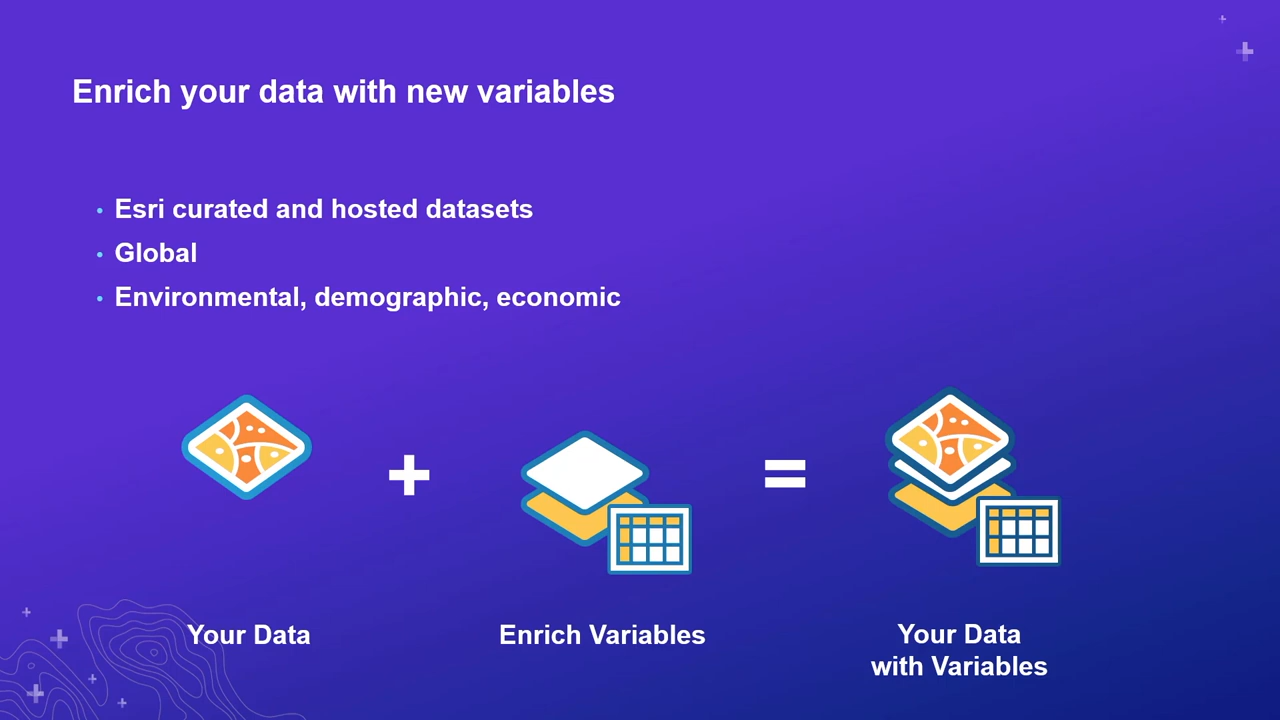 Enrich your data with new variables
• Esri curated and hosted datasets
• Global
• Environmental, demographic, economic
+
=
Your Data
Enrich Variables
Your Data
with Variables